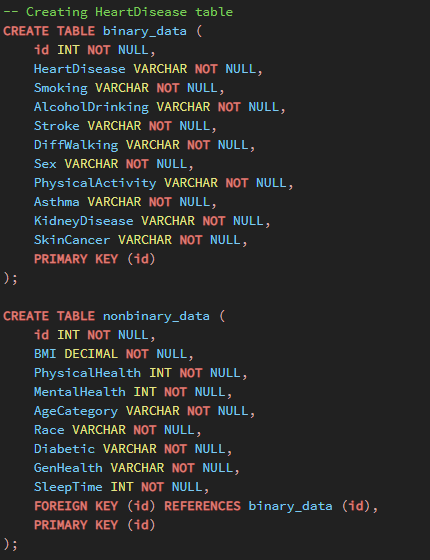 -- Creating HeartDisease table
CREATE TABLE binary_data (
    id INT NOT NULL,
    HeartDisease VARCHAR NOT NULL,
    Smoking VARCHAR NOT NULL,
    AlcoholDrinking VARCHAR NOT NULL,
    Stroke VARCHAR NOT NULL,
    DiffWalking VARCHAR NOT NULL,
    Sex VARCHAR NOT NULL,
    PhysicalActivity VARCHAR NOT NULL,
    Asthma VARCHAR NOT NULL,
    KidneyDisease VARCHAR NOT NULL,
    SkinCancer VARCHAR NOT NULL,
    PRIMARY KEY (id)
);

CREATE TABLE nonbinary_data (
    id INT NOT NULL,
    BMI DECIMAL NOT NULL,
    PhysicalHealth INT NOT NULL,
    MentalHealth INT NOT NULL,
    AgeCategory VARCHAR NOT NULL,
    Race VARCHAR NOT NULL,
    Diabetic VARCHAR NOT NULL,
    GenHealth VARCHAR NOT NULL,
    SleepTime INT NOT NULL,
    FOREIGN KEY (id) REFERENCES binary_data (id),
    PRIMARY KEY (id)
);